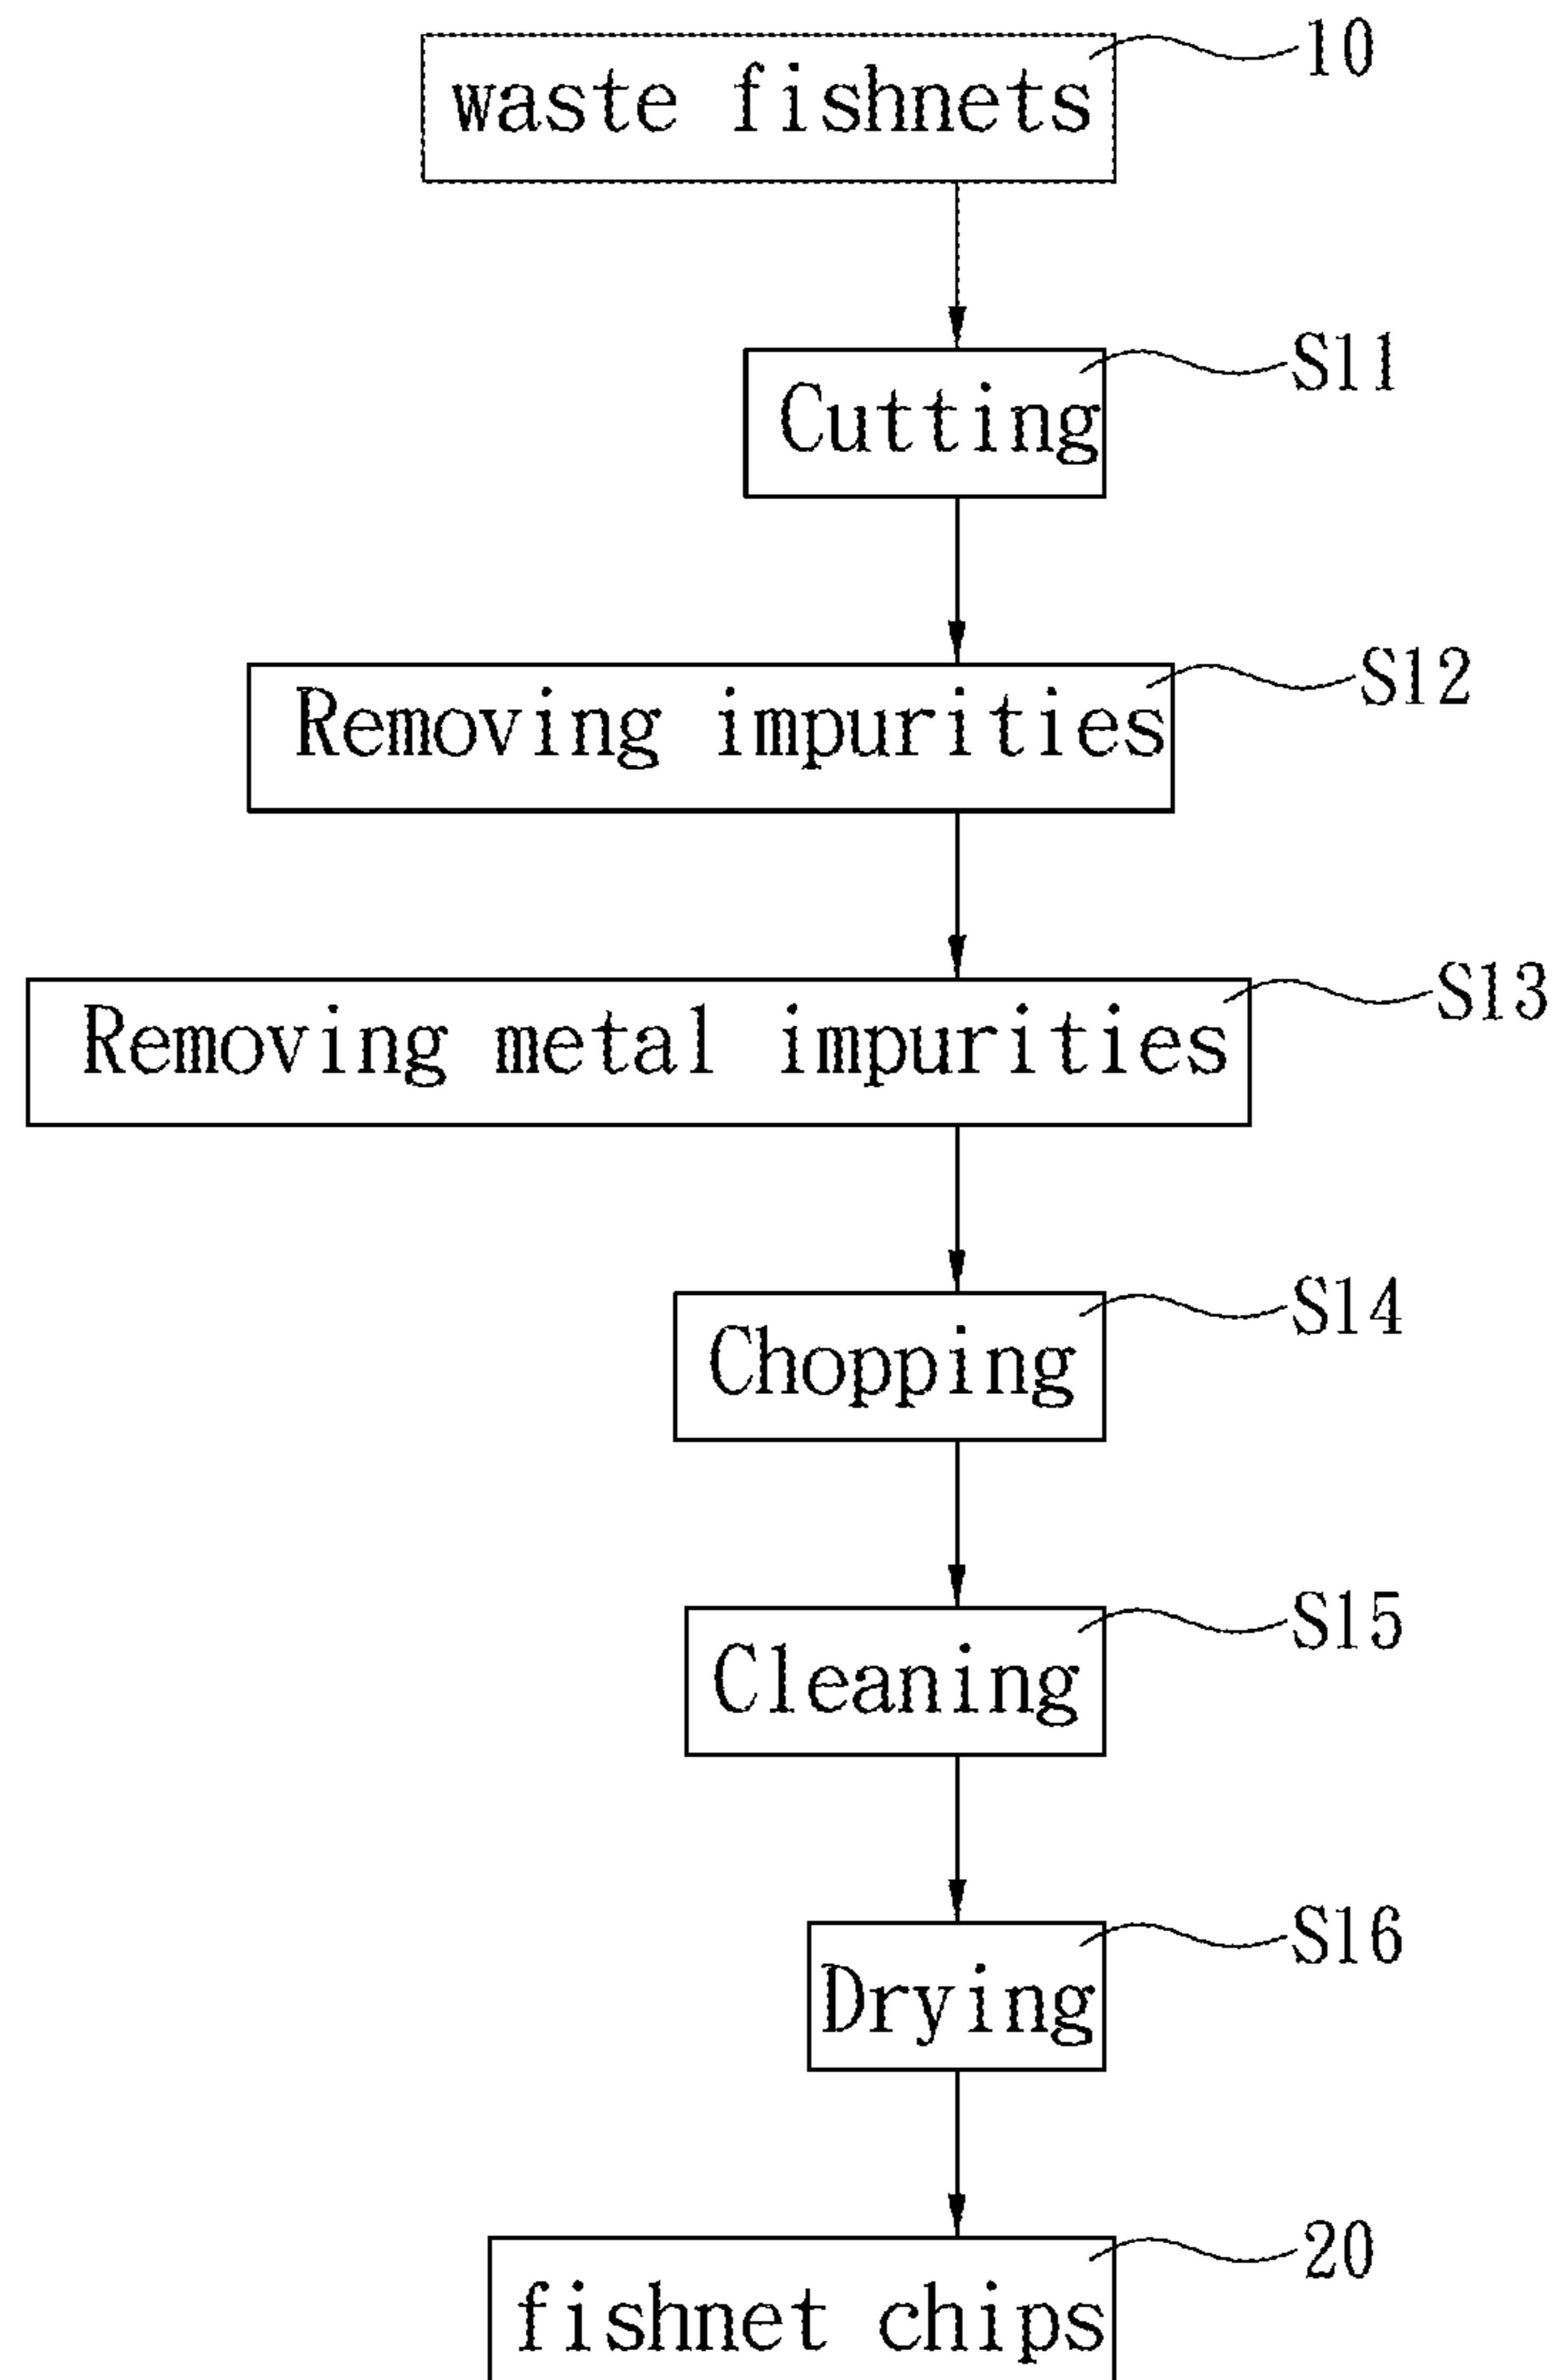 waste fishnets 10
Cutting S11
Removing impurities S12
Removing metal impurities S13
Chopping S14
Cleaning S15
Drying S16
fishnet chips 20